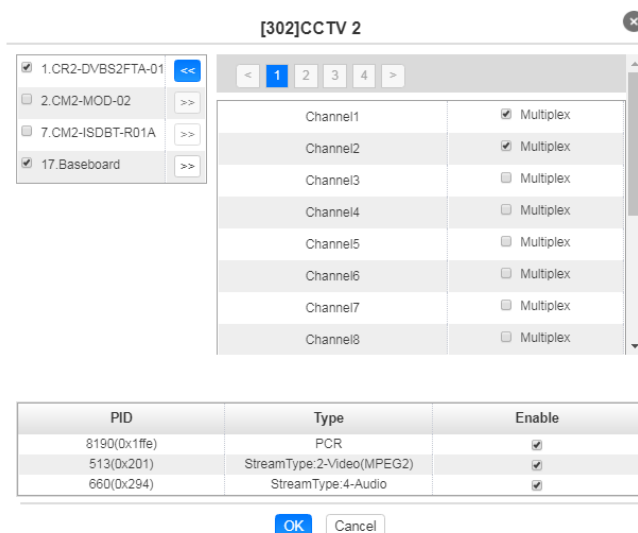 [302]CCTV 2
1.CR2-DVBS2FTA-01 <<
2.CM2-MOD-02 >>
7.CM2-ISDBT-R01A >>
17.Baseboard >>
< 1 2 3 4 >
Channel1 Multiplex
Channel2 Multiplex
Channel3 Multiplex
Channel4 Multiplex
Channel5 Multiplex
Channel6 Multiplex
Channel7 Multiplex
Channel8 Multiplex
PID Type Enable
8190(0x1ffe) PCR
513(0x201) StreamType:2-Video(MPEG2)
660(0x294) StreamType:4-Audio
OK Cancel